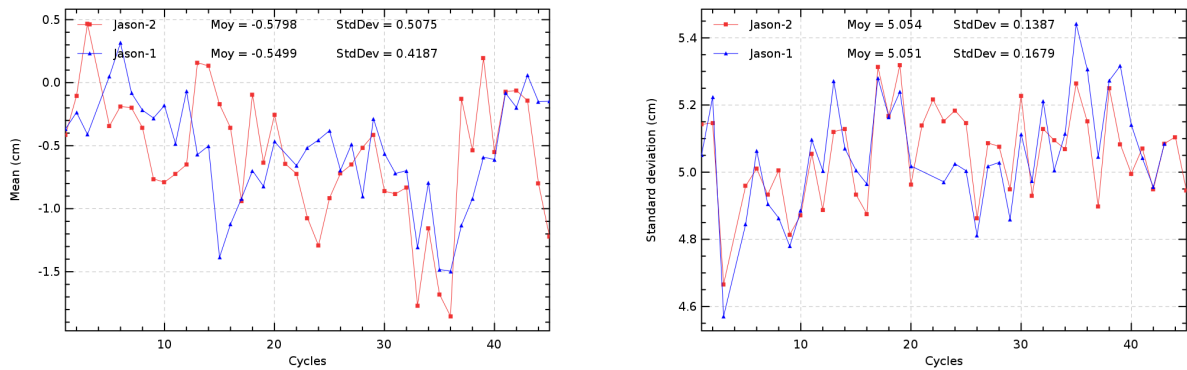 0.5
0.0
-0.5
-1.0
-1.5
Mean (cm)
Jason-2 Moy = -0.5798 StdDev = 0.5075
Jason-1 Moy = -0.5499 StdDev = 0.4187
10 20 30 40
Cycles
5.4
5.2
5.0
4.8
4.6
Standard deviation (cm)
Jason-2 Moy = 5.054 StdDev = 0.1387
Jason-1 Moy = 5.051 StdDev = 0.1679
10 20 30 40
Cycles